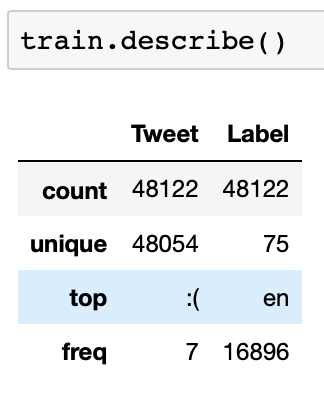 train.describe()
Tweet Label
count 48122 48122
unique 48054 75
top :( en
freq 7 16896